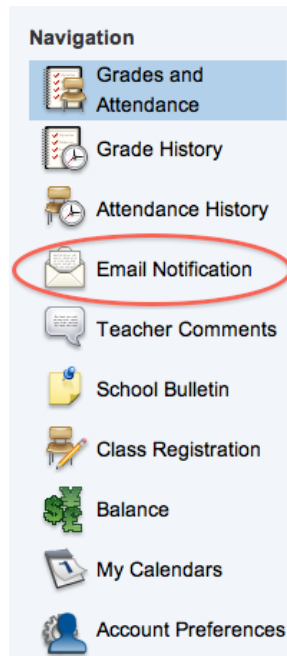 Navigation
Grades and
Attendance
Grade History
Attendance History
Email Notification
Teacher Comments
School Bulletin
Class Registration
Balance
My Calendars
Account Preferences